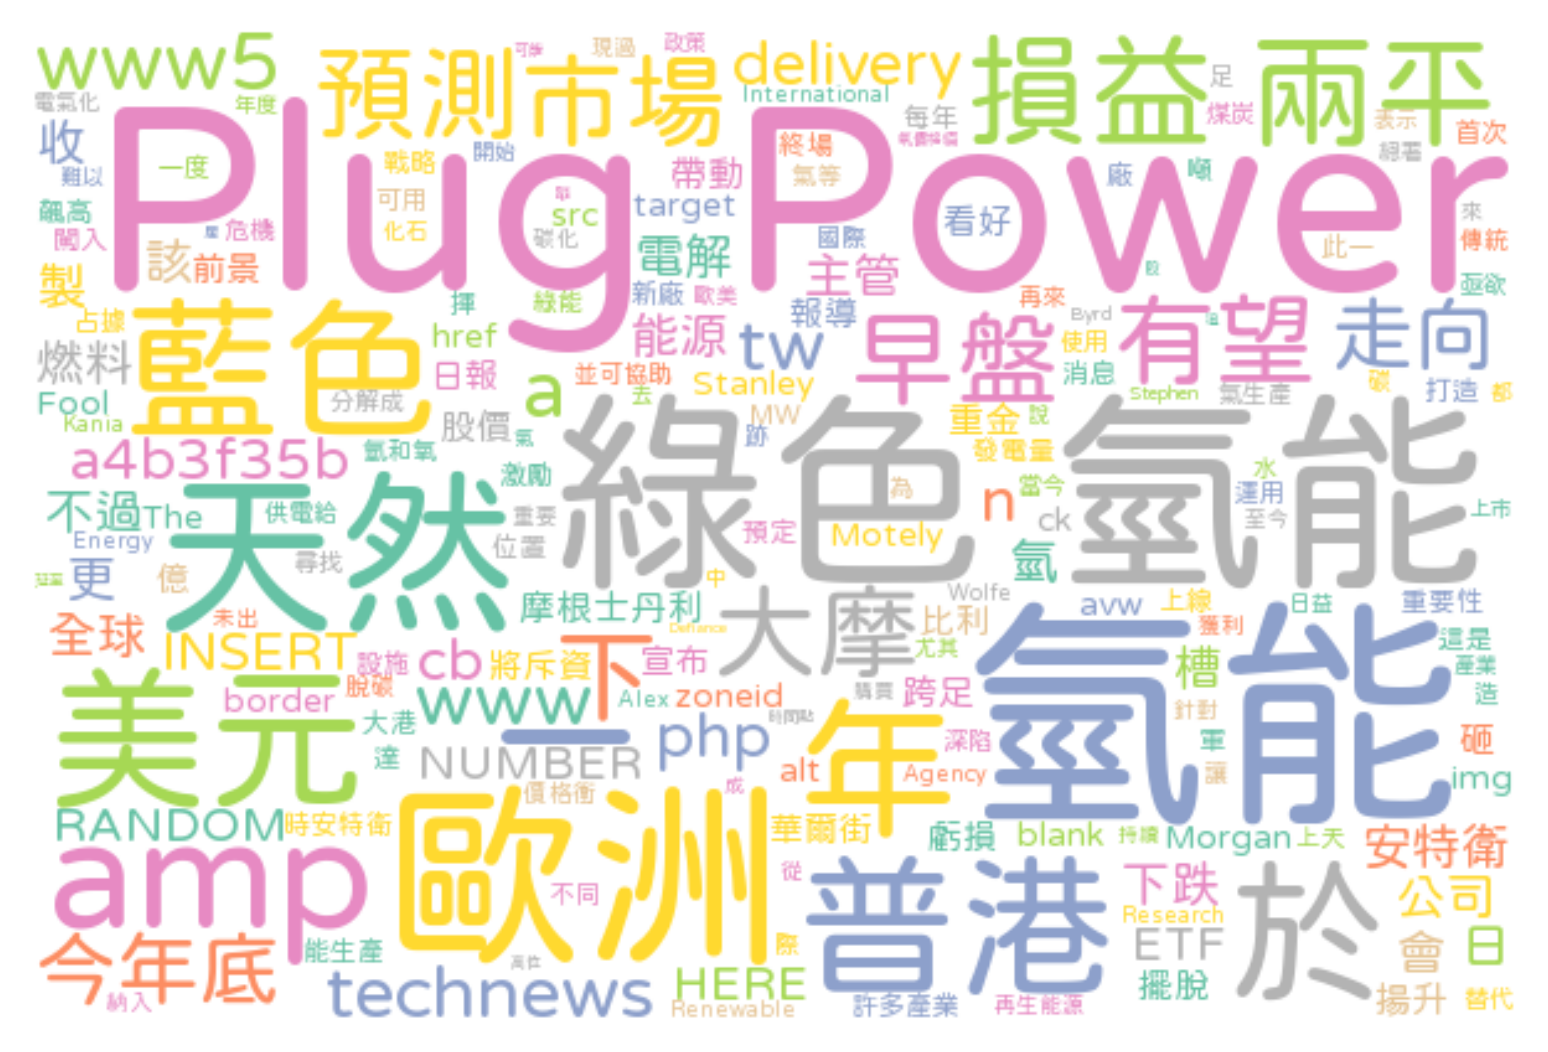 www5 預測市場 delivery 損益兩平
電氣化 年度 現過 政策 International 每年 足 煤炭 表示 首次
收 一度 戰略 開始 帶動 終場 氣等 廠 噸 總署
Plug Power
難以 飆高 闖入 危機 可用 化石 src 碳化 target 國際 看好 此一 來 傳統
該 前景 電解 主管 亟欲
製 占據 揮 綠能 新廠 歐美 報導 再來 Byrd
燃料 藍色 href 能源 tw 早盤 使用 有望 走向
日報 並可協助 消息
Fool Kania 分解成 股價 a 去 Stanley MW 重金 說 Stephen 氣生產 碳 打造 都
a4b3f35b 氫和氧 氣 跡 發電量 水
綠色 氫能
激勵 為 當今 運用 上市
不過 The 天然 供電給 重要 預定 Motely n ck 至今
Energy 尋找 位置 氫
更 億 中 Wolfe avw 上線 日益 重要性
全球 未出 摩根士丹利 大摩 比利 獲利 這是
INSERT 設施 cb 將斥資 下 宣布 Defiance 尤其 槽 產業
美元 border 脫碳 www Alex zoneid 購買 跨足 氫能 針對 造
大港 一 php 時間點 年 深陷 軍 砸
達 NUMBER 成 alt Agency 讓 img
RANDOM 時安特衛 價格衝 華爾街 虧損 blank 持續 Morgan 上天 安特衛
amp 歐洲 不同 從 普港 下跌 於 公司
Research
今年底 能生產 際 ETF 會 日
納入 technews HERE Renewable 許多產業 再生能源 擺脫 揚升 替代